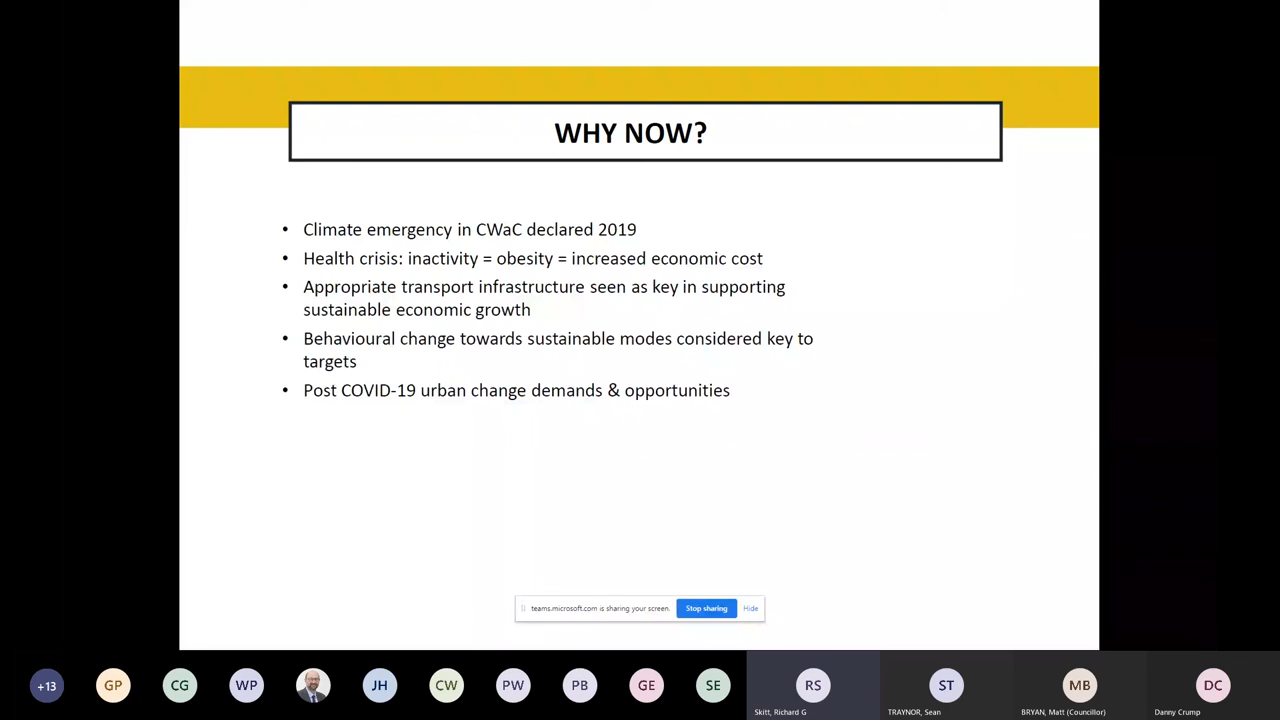 WHY NOW?
• Climate emergency in CWaC declared 2019
• Health crisis: inactivity = obesity = increased economic cost
• Appropriate transport infrastructure seen as key in supporting
sustainable economic growth
• Behavioural change towards sustainable modes considered key to
targets
• Post COVID-19 urban change demands & opportunities
teams.microsoft.com is sharing your screen. Stop sharing Hide
+13 GP CG WP JH CW PW PB GE SE RS ST MB DC
Skitt, Richard G TRAYNOR, Sean BRYAN, Matt (Councillor) Danny Crump